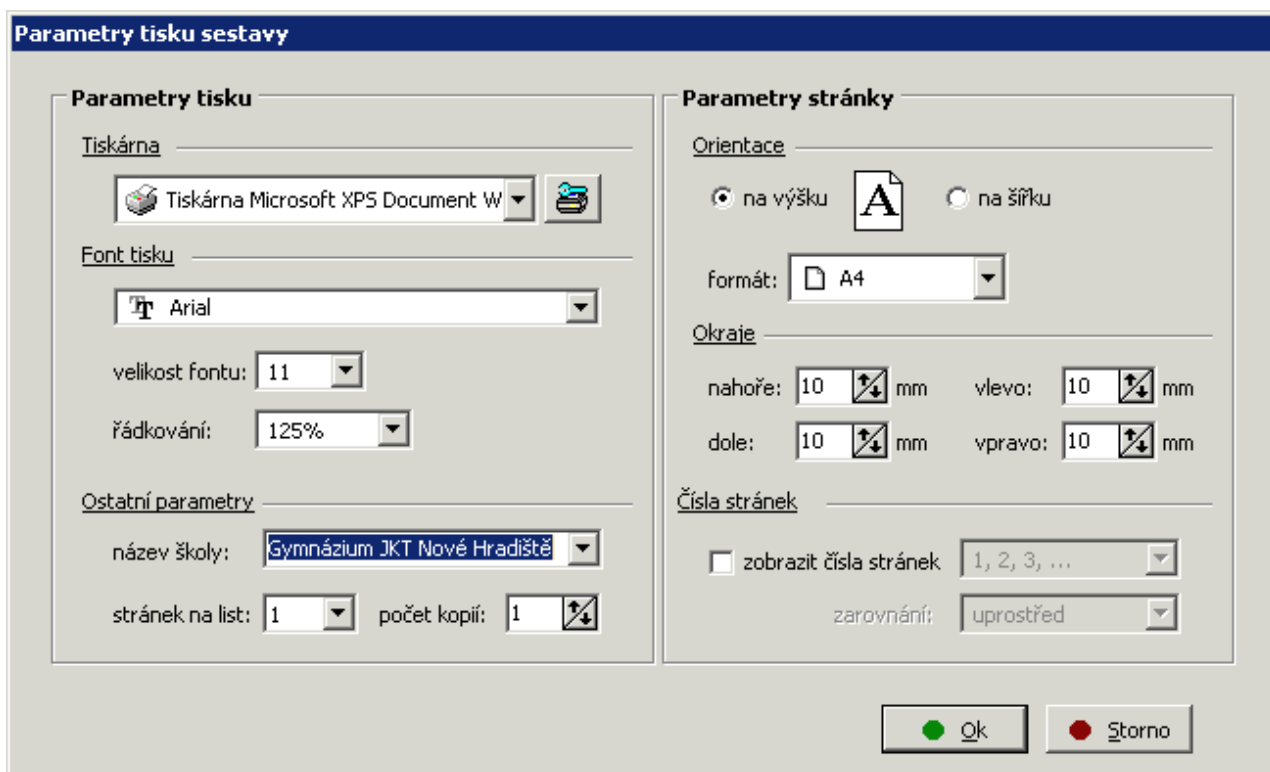 Parametry tisku sestavy
Parametry tisku
Tiskárna
Tiskárna Microsoft XPS Document W
Font tisku
Arial
velikost fontu: 11
řádkování: 125%
Ostatní parametry
název školy: Gymnázium JKT Nové Hradiště
stránek na list: 1 počet kopií: 1
Parametry stránky
Orientace
na výšku A na šířku
formát: A4
Okraje
nahoře: 10 mm vlevo: 10 mm
dole: 10 mm vpravo: 10 mm
Čísla stránek
zobrazit čísla stránek 1, 2, 3, ...
zarovnání: uprostřed
Ok Storno